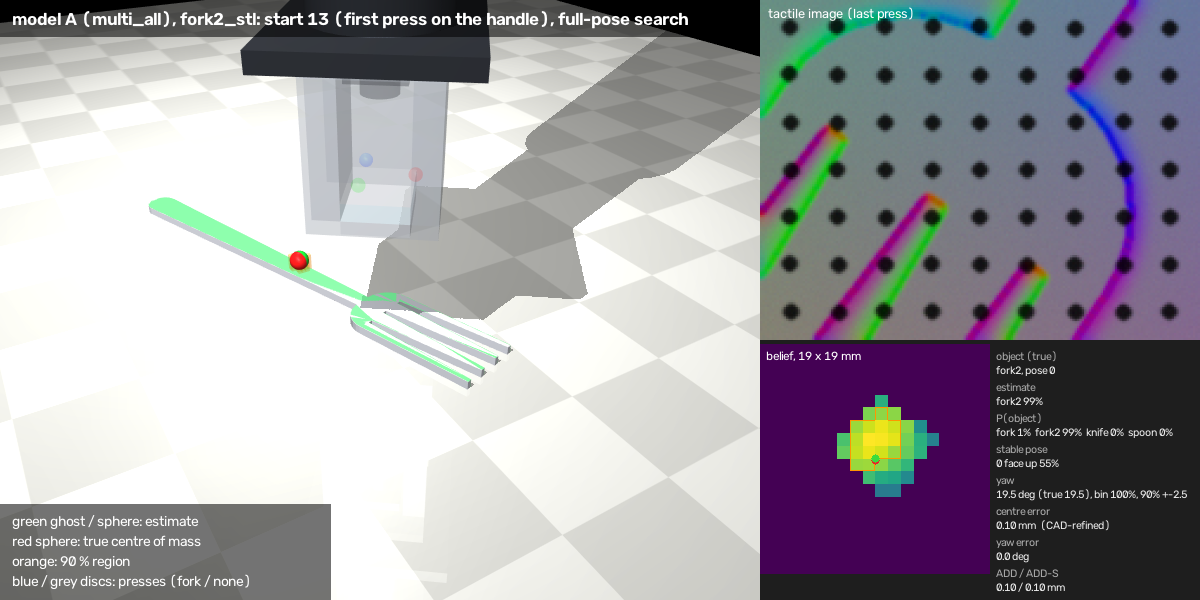 model A (multi_all), fork2_stl: start 13 (first press on the handle), full-pose search
tactile image (last press)
belief, 19 x 19 mm
object (true)
fork2, pose 0
estimate
fork2 99%
P(object)
fork 1% fork2 99% knife 0% spoon 0%
stable pose
0 face up 55%
yaw
19.5 deg (true 19.5), bin 100%, 90% +-2.5
centre error
0.10 mm (CAD-refined)
yaw error
0.0 deg
ADD / ADD-S
0.10 / 0.10 mm
green ghost / sphere: estimate
red sphere: true centre of mass
orange: 90 % region
blue / grey discs: presses (fork / none)